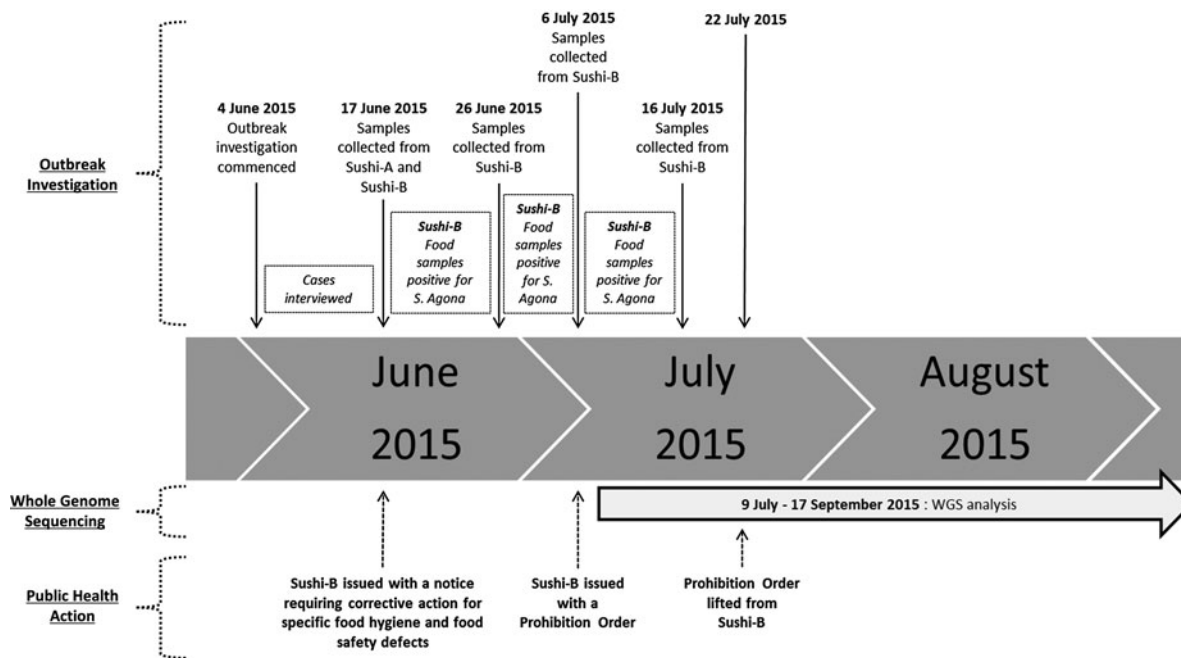 6 July 2015
Samples
collected
from Sushi-B
22 July 2015
4 June 2015
Outbreak
investigation
commenced
17 June 2015
Samples
collected from
Sushi-A and
Sushi-B
26 June 2015
Samples
collected from
Sushi-B
16 July 2015
Samples
collected from
Sushi-B
Outbreak
Investigation
Cases
interviewed
Sushi-B
Food
samples
positive for
S. Agona
Sushi-B
Food
samples
positive
for S.
Agona
Sushi-B
Food
samples
positive for
S. Agona
June
2015
July
2015
August
2015
Whole Genome
Sequencing
9 July - 17 September 2015 : WGS analysis
Public Health
Action
Sushi-B issued with a notice
requiring corrective action for
specific food hygiene and food
safety defects
Sushi-B issued
with a
Prohibition Order
Prohibition Order
lifted from
Sushi-B